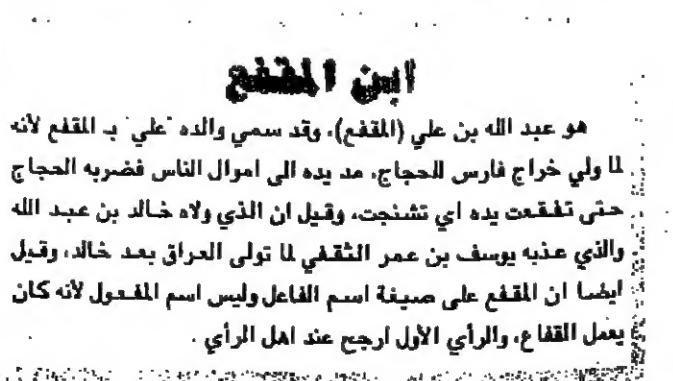 ابن المقفع
هو عبد الله بن علي (المقفع)، وقد سمي والده "علي" بـ المقفع لأنه
لما ولي خراج فارس للحجاج، مد يده الى اموال الناس فضربه الحجاج
حتى تفقعت يده اي تشنجت، وقيل ان الذي ولاه خالد بن عبد الله
والذي عذبه يوسف بن عمر الثقفي لما تولى العراق بعد خالد، وقيل
ايضا ان المقفع على صيغة اسم الفاعل وليس اسم المفعول لأنه كان
يعمل القفاع، والرأي الأول ارجح عند اهل الرأي .